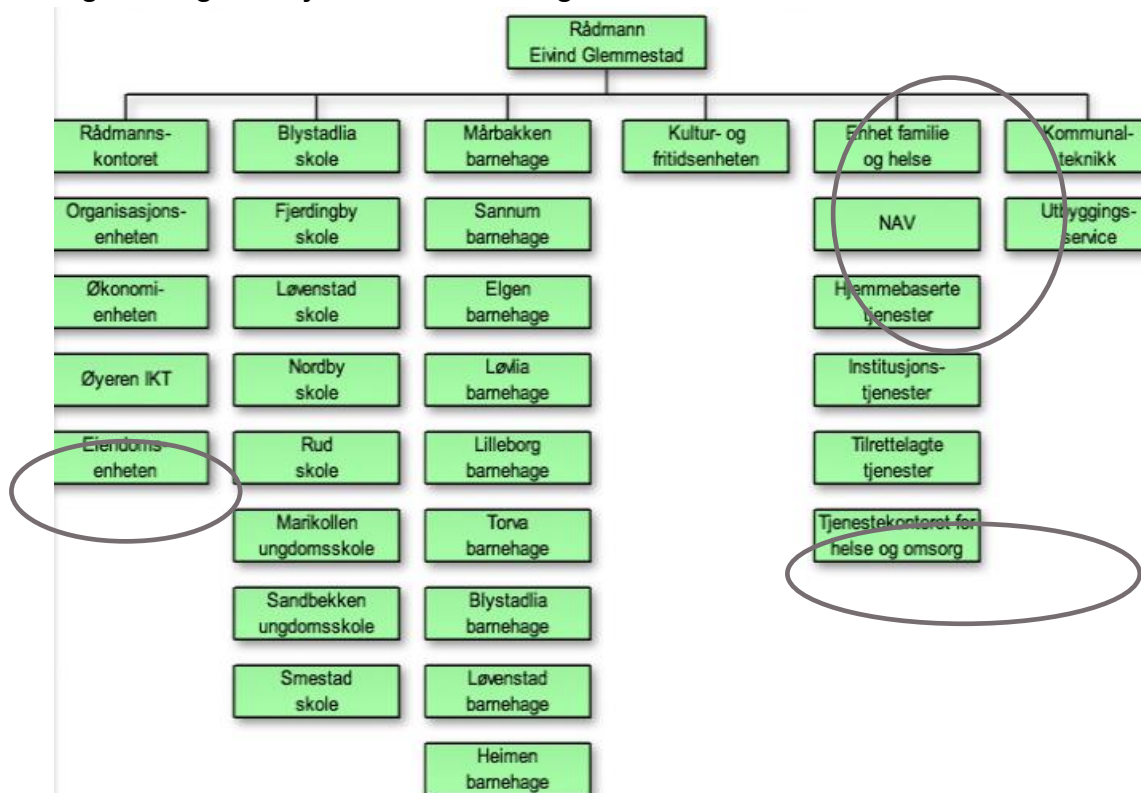 Rådmann
Eivind Glemmestad
Rådmanns-
kontoret
Organisasjons-
enheten
Økonomi-
enheten
Øyeren IKT
Eiendoms-
enheten
Blystadlia
skole
Fjerdingby
skole
Løvenstad
skole
Nordby
skole
Rud
skole
Marikollen
ungdomsskole
Sandbekken
ungdomsskole
Smestad
skole
Mårbakken
barnehage
Sannum
barnehage
Elgen
barnehage
Løvlia
barnehage
Lilleborg
barnehage
Torva
barnehage
Blystadlia
barnehage
Løvenstad
barnehage
Heimen
barnehage
Kultur- og
fritidsenheten
Enhet familie
og helse
NAV
Hjemmebaserte
tjenester
Institusjons-
tjenester
Tilrettelagte
tjenester
Tjenestekontoret for
helse og omsorg
Kommunal-
teknikk
Utbyggings-
service